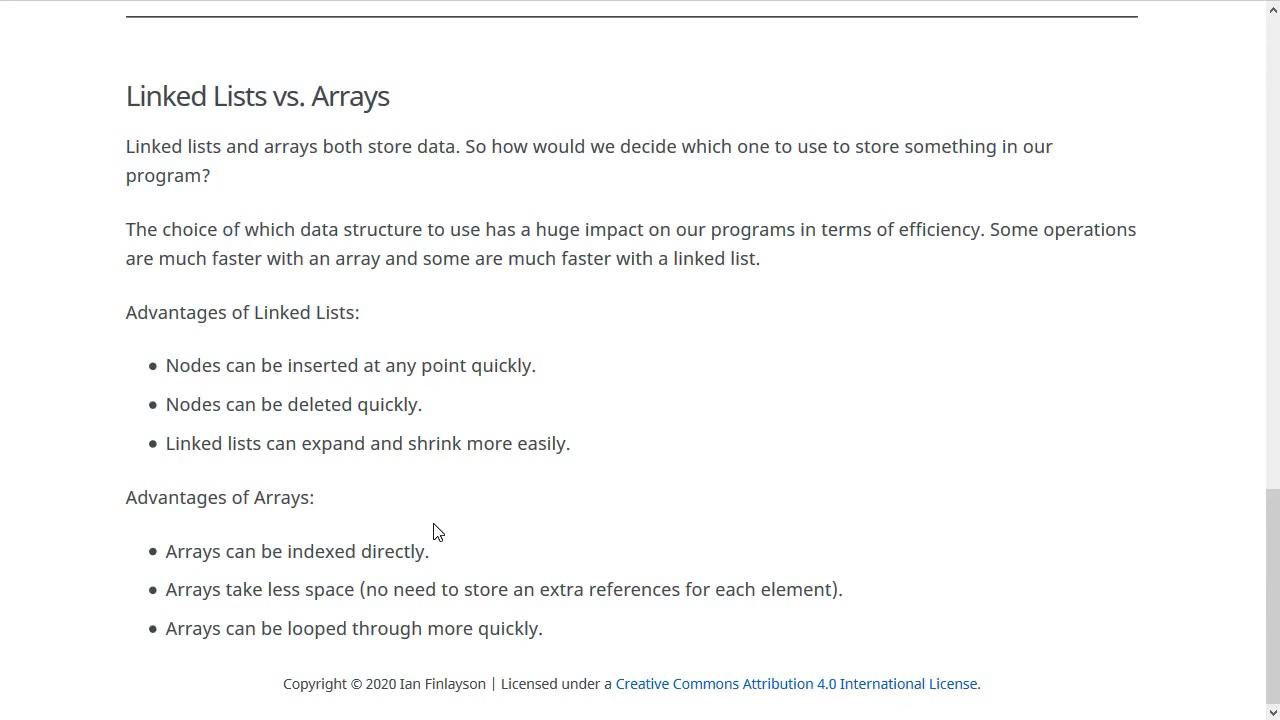 Linked Lists vs. Arrays
Linked lists and arrays both store data. So how would we decide which one to use to store something in our
program?
The choice of which data structure to use has a huge impact on our programs in terms of efficiency. Some operations
are much faster with an array and some are much faster with a linked list.
Advantages of Linked Lists:
• Nodes can be inserted at any point quickly.
• Nodes can be deleted quickly.
• Linked lists can expand and shrink more easily.
Advantages of Arrays:
• Arrays can be indexed directly.
• Arrays take less space (no need to store an extra references for each element).
• Arrays can be looped through more quickly.
Copyright © 2020 Ian Finlayson | Licensed under a Creative Commons Attribution 4.0 International License.